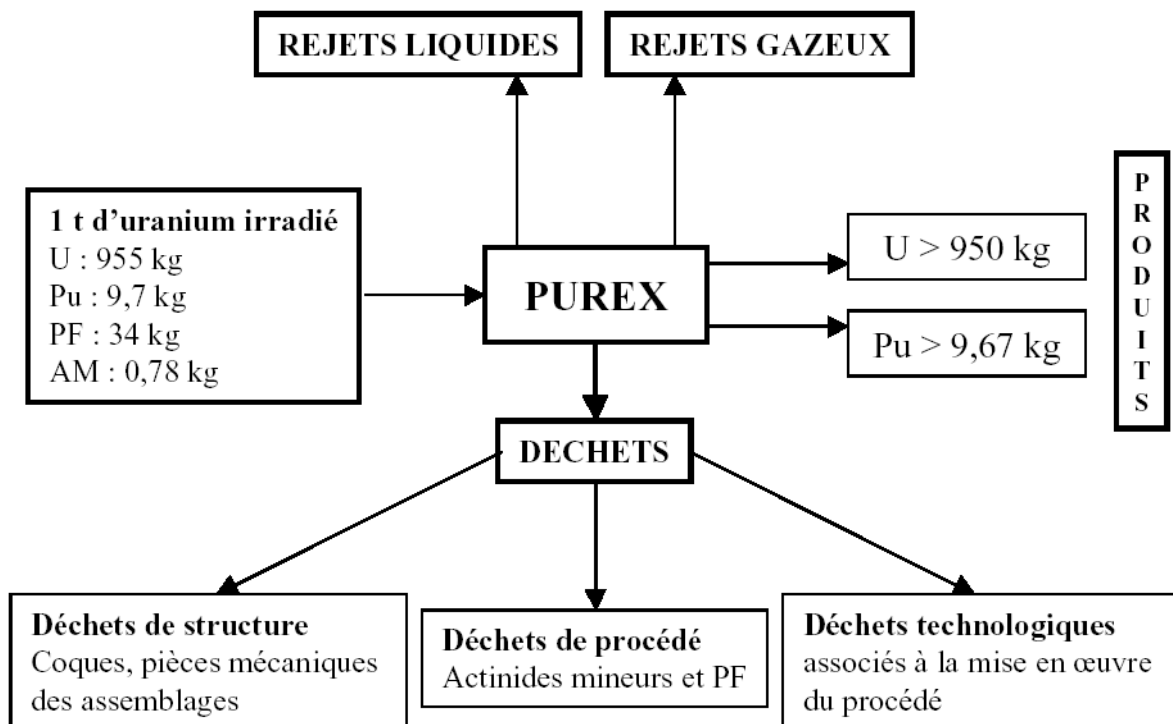 REJETS LIQUIDES
REJETS GAZEUX
1 t d’uranium irradié
U : 955 kg
Pu : 9,7 kg
PF : 34 kg
AM : 0,78 kg
PUREX
U > 950 kg
Pu > 9,67 kg
P
R
O
D
U
I
T
S
DECHETS
Déchets de structure
Coques, pièces mécaniques
des assemblages
Déchets de procédé
Actinides mineurs et PF
Déchets technologiques
associés à la mise en œuvre
du procédé